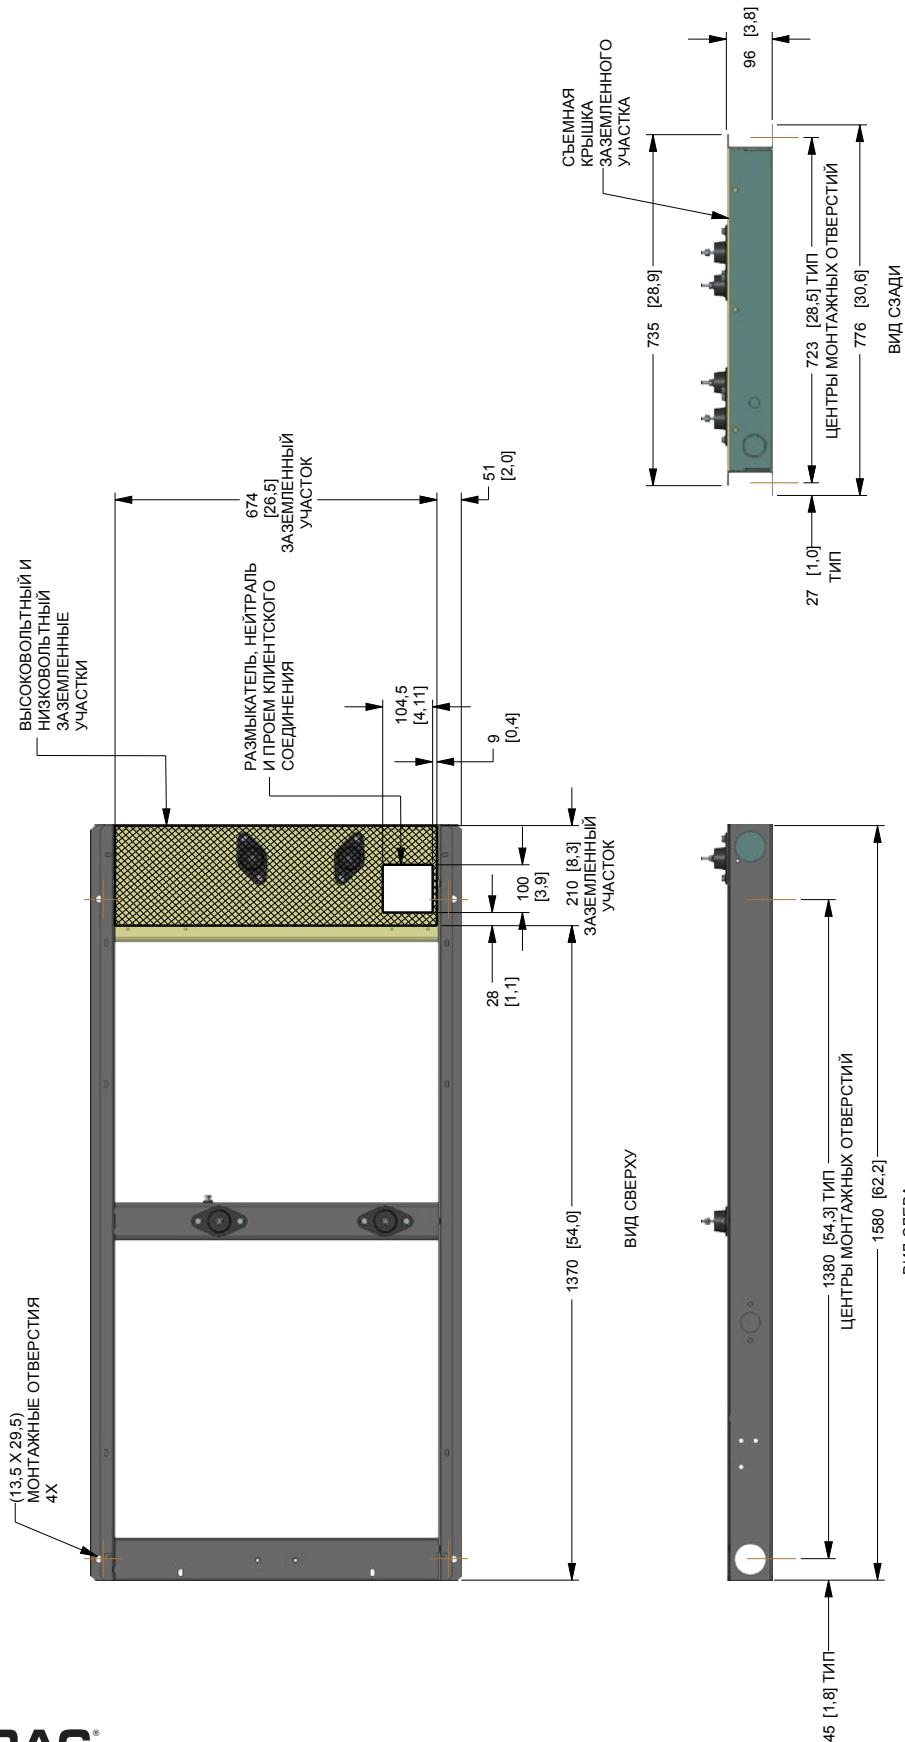 (13,5 X 29,5)
МОНТАЖНЫЕ ОТВЕРСТИЯ
4X
ВЫСОКОВОЛЬТНЫЙ И
НИЗКОВОЛЬТНЫЙ
ЗАЗЕМЛЕННЫЕ
УЧАСТКИ
674
[26,5]
ЗАЗЕМЛЕННЫЙ
УЧАСТОК
51
[2,0]
РАЗМЫКАТЕЛЬ, НЕЙТРАЛЬ
И ПРОЕМ КЛИЕНТСКОГО
СОЕДИНЕНИЯ
104,5
[4,11]
9
[0,4]
100
[3,9]
210 [8,3]
ЗАЗЕМЛЕННЫЙ
УЧАСТОК
28
[1,1]
1370 [54,0]
ВИД СВЕРХУ
СЪЕМНАЯ
КРЫШКА
ЗАЗЕМЛЕННОГО
УЧАСТКА
96 [3,8]
735 [28,9]
723 [28,5] ТИП
ЦЕНТРЫ МОНТАЖНЫХ ОТВЕРСТИЙ
776 [30,6]
27 [1,0]
ТИП
ВИД СЗАДИ
1380 [54,3] ТИП
ЦЕНТРЫ МОНТАЖНЫХ ОТВЕРСТИЙ
1580 [62,2]
45 [1,8] ТИП